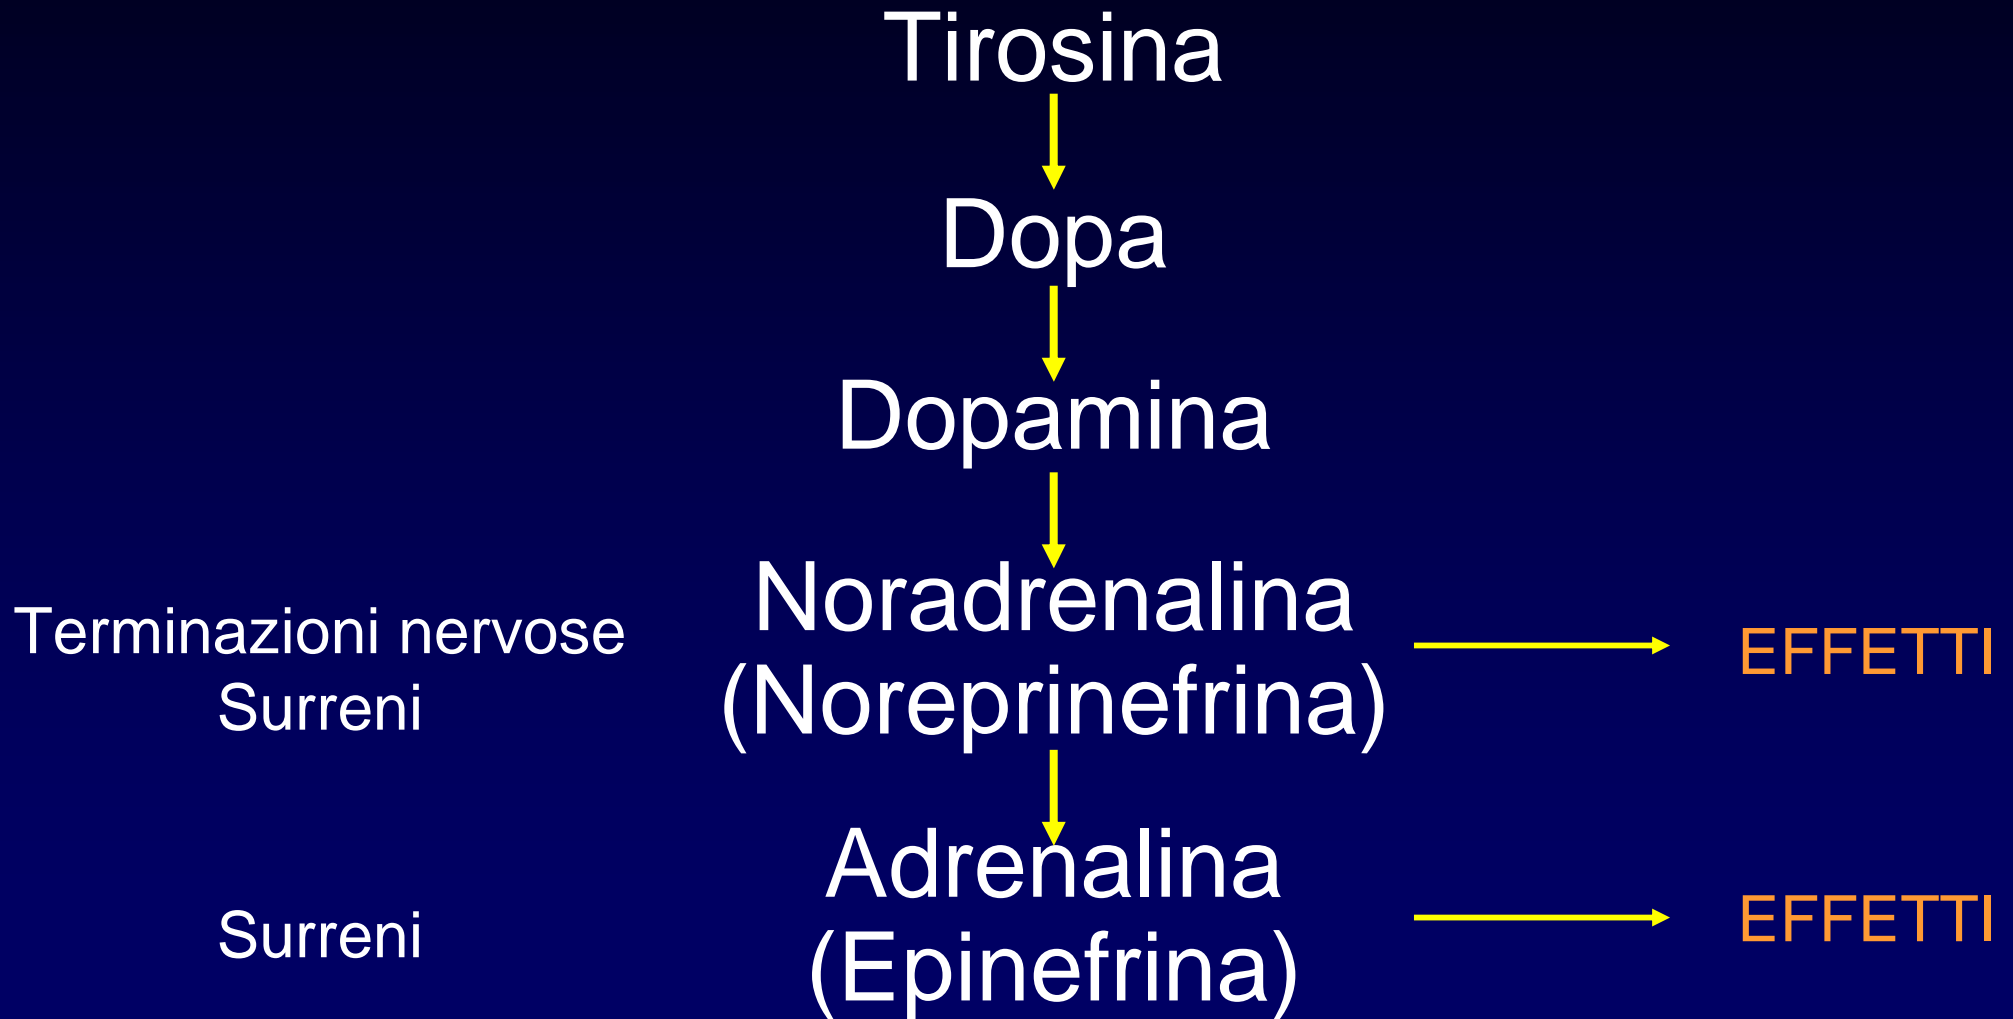 Tirosina
Dopa
Dopamina
Noradrenalina
(Noreprinefrina)
Terminazioni nervose
Surreni
EFFETTI
Adrenalina
(Epinefrina)
Surreni
EFFETTI